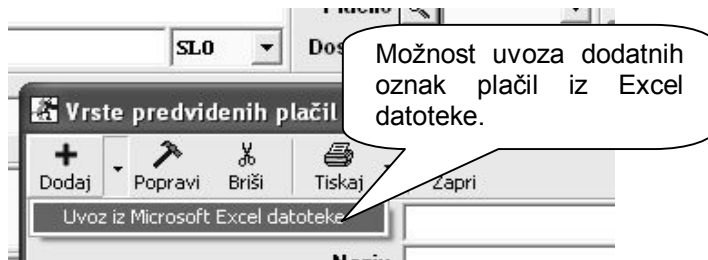 SLO
Možnost uvoza dodatnih
oznak plačil iz Excel
datoteke.
Vrste predvidenih plačil
Dodaj Popravi Briši Tiskaj Zapri
Uvoz iz Microsoft Excel datoteke